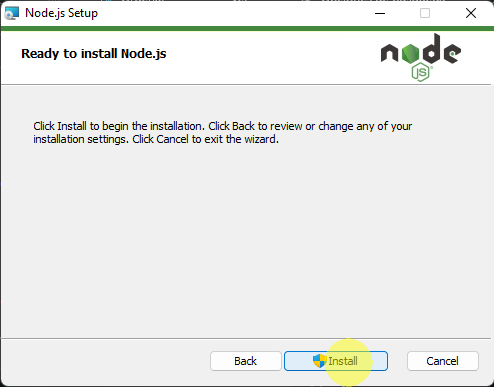 Node.js Setup
Ready to install Node.js
node
JS
Click Install to begin the installation. Click Back to review or change any of your
installation settings. Click Cancel to exit the wizard.
Back
Install
Cancel